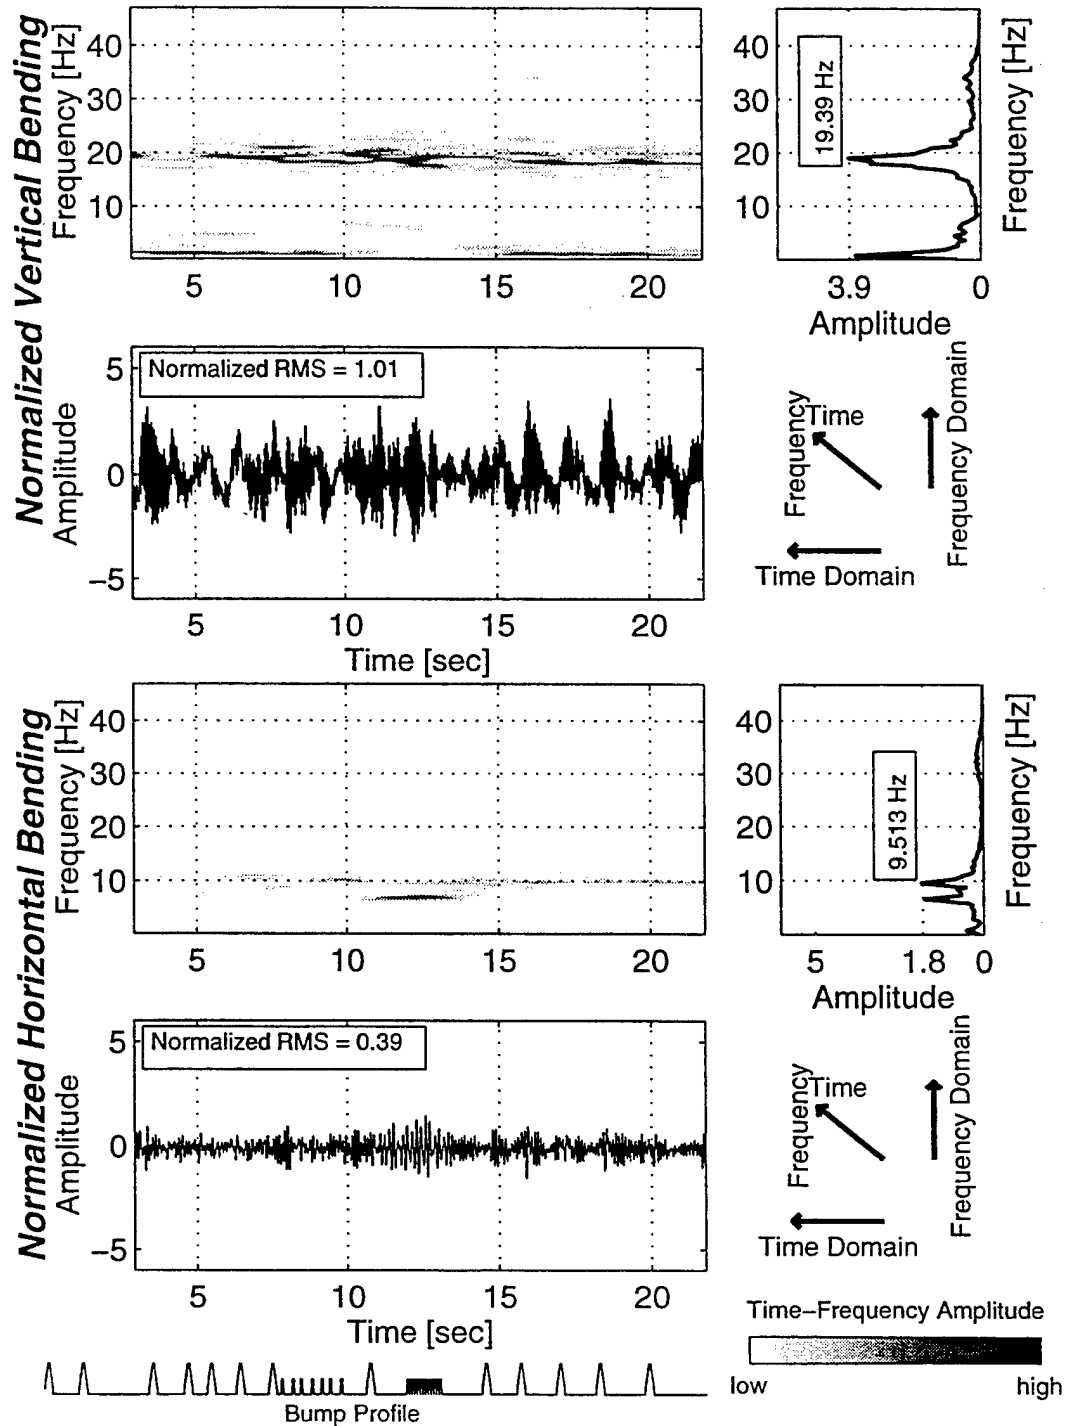 Normalized Vertical Bending
Frequency [Hz]
40
30
20
10
5
10
15
20
40
30
20
10
19.39 Hz
3.9
0
Amplitude
Frequency [Hz]
Amplitude
5
0
−5
Normalized RMS = 1.01
5
10
15
20
Time [sec]
Frequency
Time
Frequency Domain
Time Domain
Normalized Horizontal Bending
Frequency [Hz]
40
30
20
10
5
10
15
20
40
30
20
10
9.513 Hz
5
1.8
0
Amplitude
Frequency [Hz]
Amplitude
5
0
−5
Normalized RMS = 0.39
5
10
15
20
Time [sec]
Frequency
Time
Frequency Domain
Time Domain
Time−Frequency Amplitude
low
high
Bump Profile